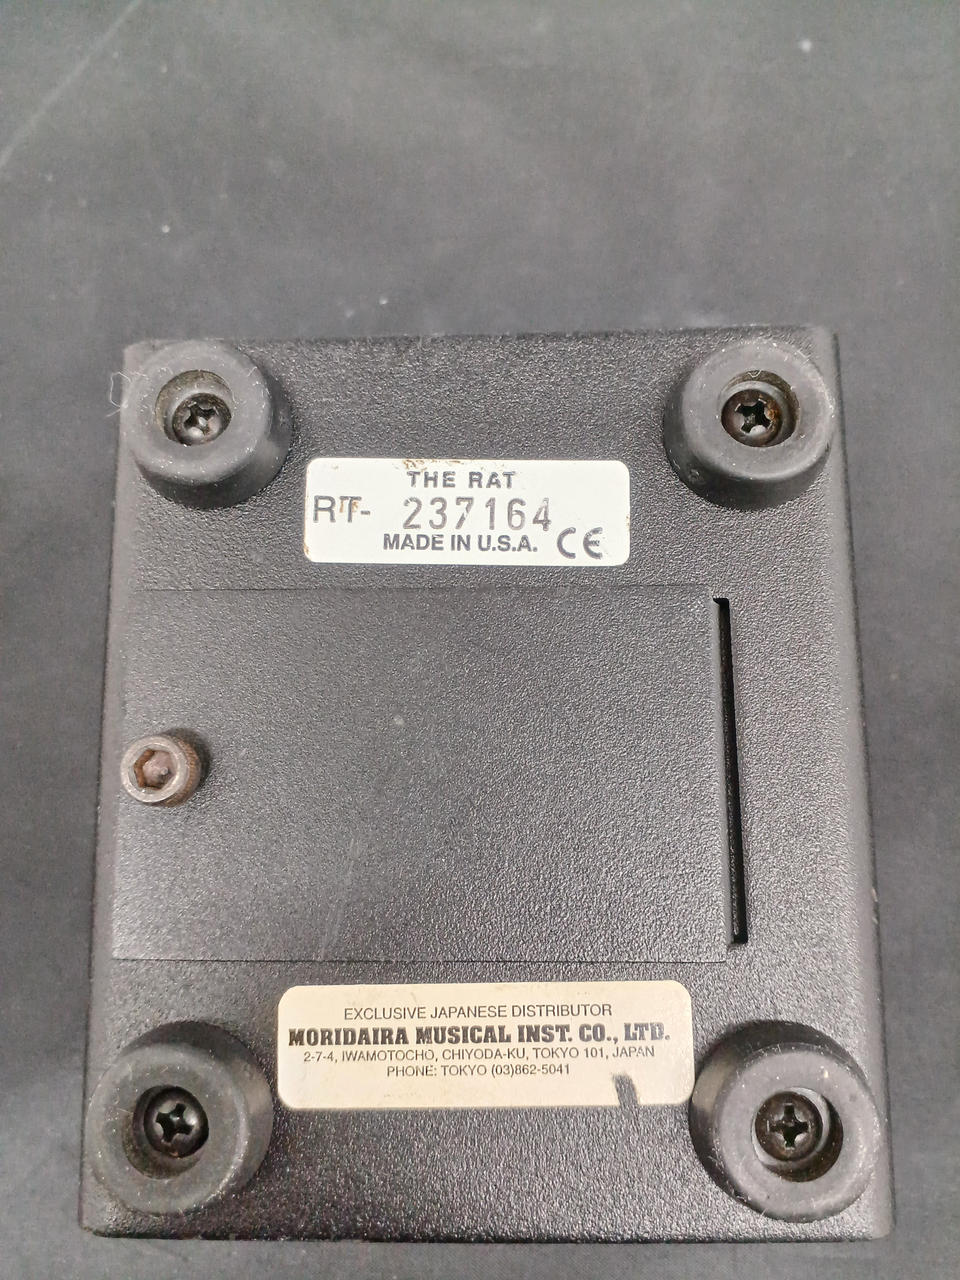 THE RAT
RT- 237164
MADE IN U.S.A. CE
EXCLUSIVE JAPANESE DISTRIBUTOR
MORIDAIRA MUSICAL INST. CO., LTD.
2-7-4, IWAMOTOCHO, CHIYODA-KU, TOKYO 101, JAPAN
PHONE: TOKYO (03)862-5041